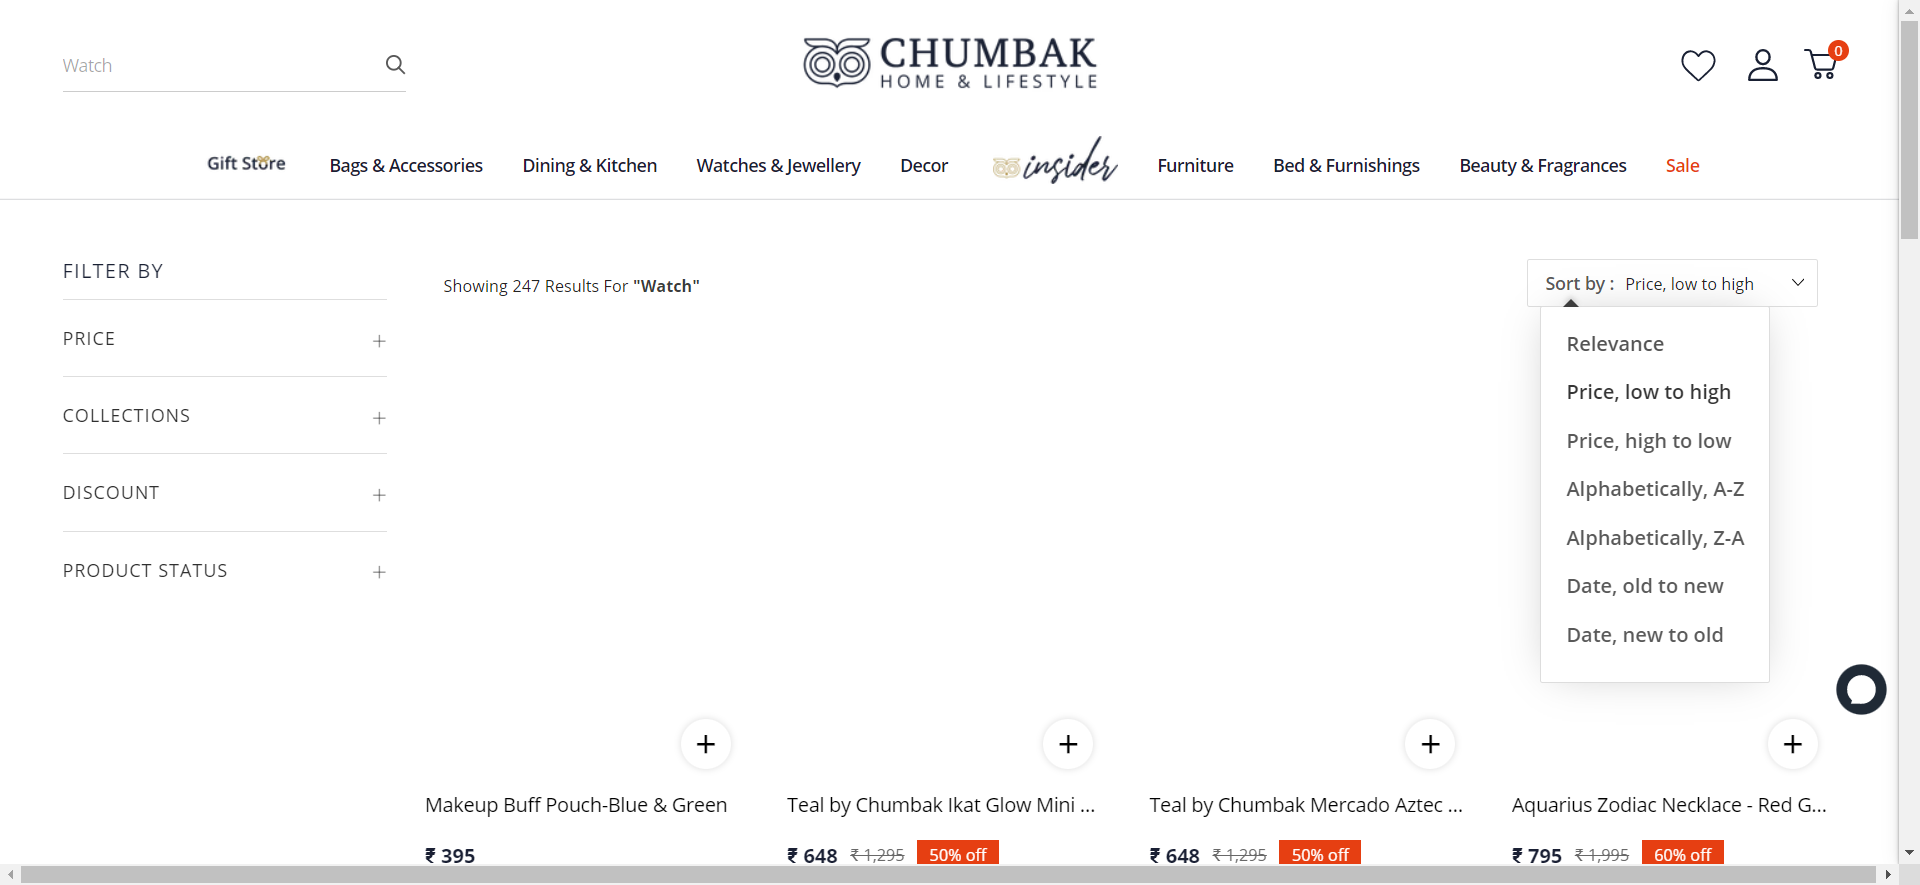 Watch
CHUMBAK
HOME & LIFESTYLE
0
Gift Store
Bags & Accessories
Dining & Kitchen
Watches & Jewellery
Decor
insider
Furniture
Bed & Furnishings
Beauty & Fragrances
Sale
FILTER BY
PRICE
COLLECTIONS
DISCOUNT
PRODUCT STATUS
Showing 247 Results For "Watch"
Sort by : Price, low to high
Relevance
Price, low to high
Price, high to low
Alphabetically, A-Z
Alphabetically, Z-A
Date, old to new
Date, new to old
Makeup Buff Pouch-Blue & Green
₹ 395
Teal by Chumbak Ikat Glow Mini ...
₹ 648 ₹ 1,295 50% off
Teal by Chumbak Mercado Aztec ...
₹ 648 ₹ 1,295 50% off
Aquarius Zodiac Necklace - Red G...
₹ 795 ₹ 1,995 60% off